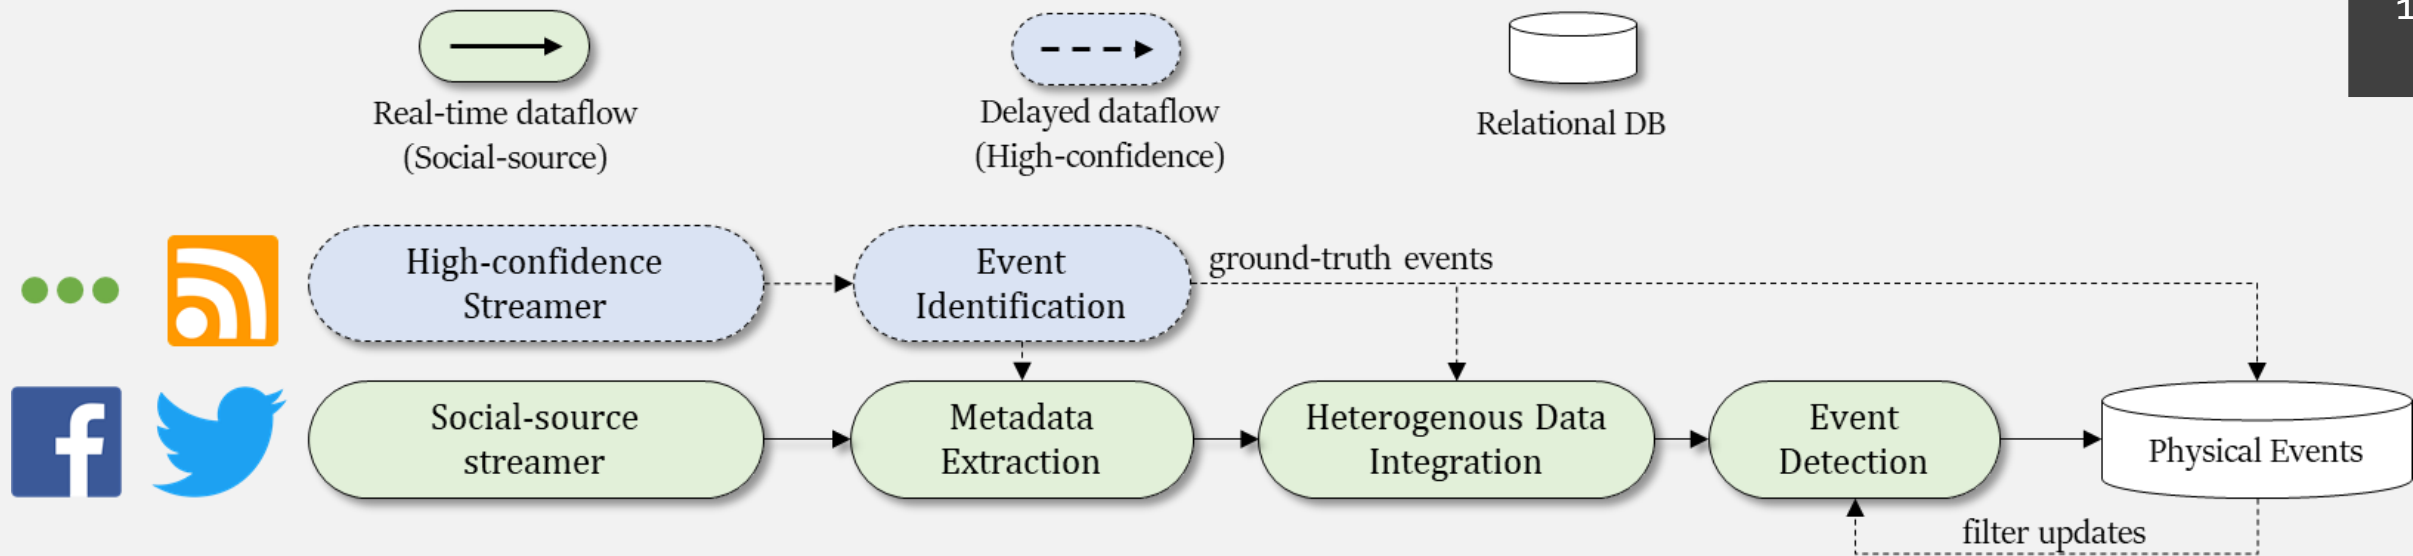 1
Real-time dataflow
(Social-source)
Delayed dataflow
(High-confidence)
Relational DB
High-confidence
Streamer
Event
Identification
ground-truth events
Social-source
streamer
Metadata
Extraction
Heterogenous Data
Integration
Event
Detection
Physical Events
filter updates